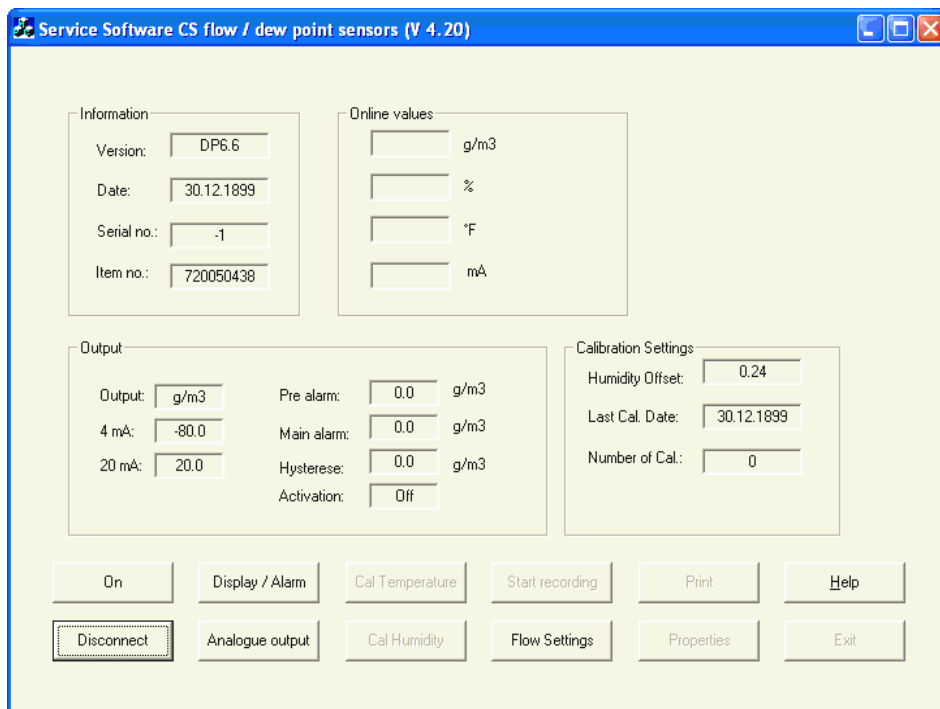 Service Software CS flow / dew point sensors (V 4.20)
Information
Version: DP6.6
Date: 30.12.1899
Serial no.: -1
Item no.: 720050438
Online values
g/m3
%
°F
mA
Output
Output: g/m3
4 mA: -80.0
20 mA: 20.0
Pre alarm: 0.0 g/m3
Main alarm: 0.0 g/m3
Hysterese: 0.0 g/m3
Activation: Off
Calibration Settings
Humidity Offset: 0.24
Last Cal. Date: 30.12.1899
Number of Cal.: 0
On
Display / Alarm
Cal Temperature
Start recording
Print
Help
Disconnect
Analogue output
Cal Humidity
Flow Settings
Properties
Exit